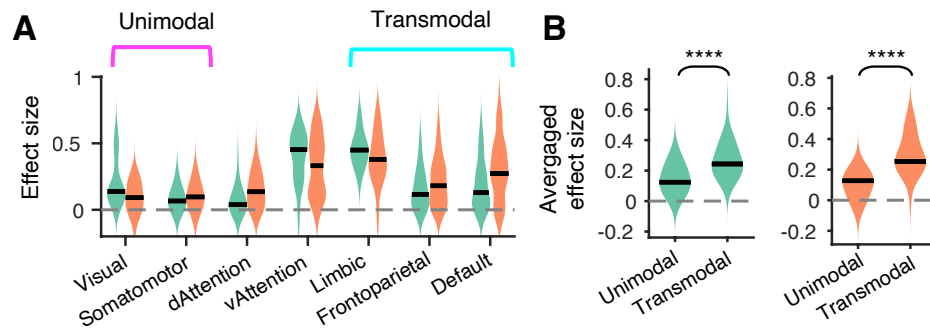 A
Unimodal
Transmodal
Effect size
1
0.5
0
Visual
Somatomotor
dAttention
vAttention
Limbic
Frontoparietal
Default
B
Avergaged
effect size
****
0.8
0.6
0.4
0.2
0
-0.2
Unimodal
Transmodal
****
0.8
0.6
0.4
0.2
0
-0.2
Unimodal
Transmodal